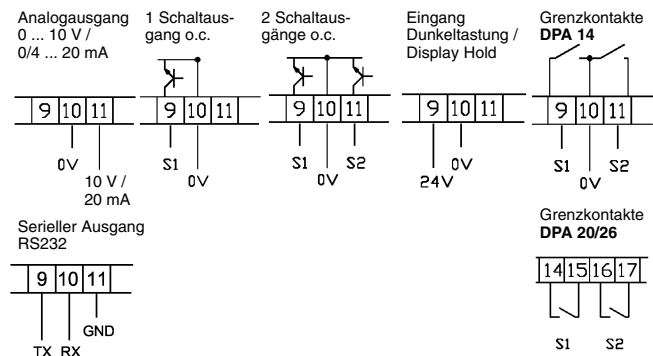 Analogausgang
0 ... 10 V /
0/4 ... 20 mA
9 10 11
0V
10 V /
20 mA
1 Schaltaus-
gang o.c.
9 10 11
S1
0V
2 Schaltaus-
gänge o.c.
9 10 11
S1 S2
0V
Eingang
Dunkeltastung /
Display Hold
9 10 11
0V
24V
Grenzkontakte
DPA 14
9 10 11
S1 S2
0V
Serieller Ausgang
RS232
9 10 11
GND
TX RX
Grenzkontakte
DPA 20/26
14 15 16 17
S1 S2